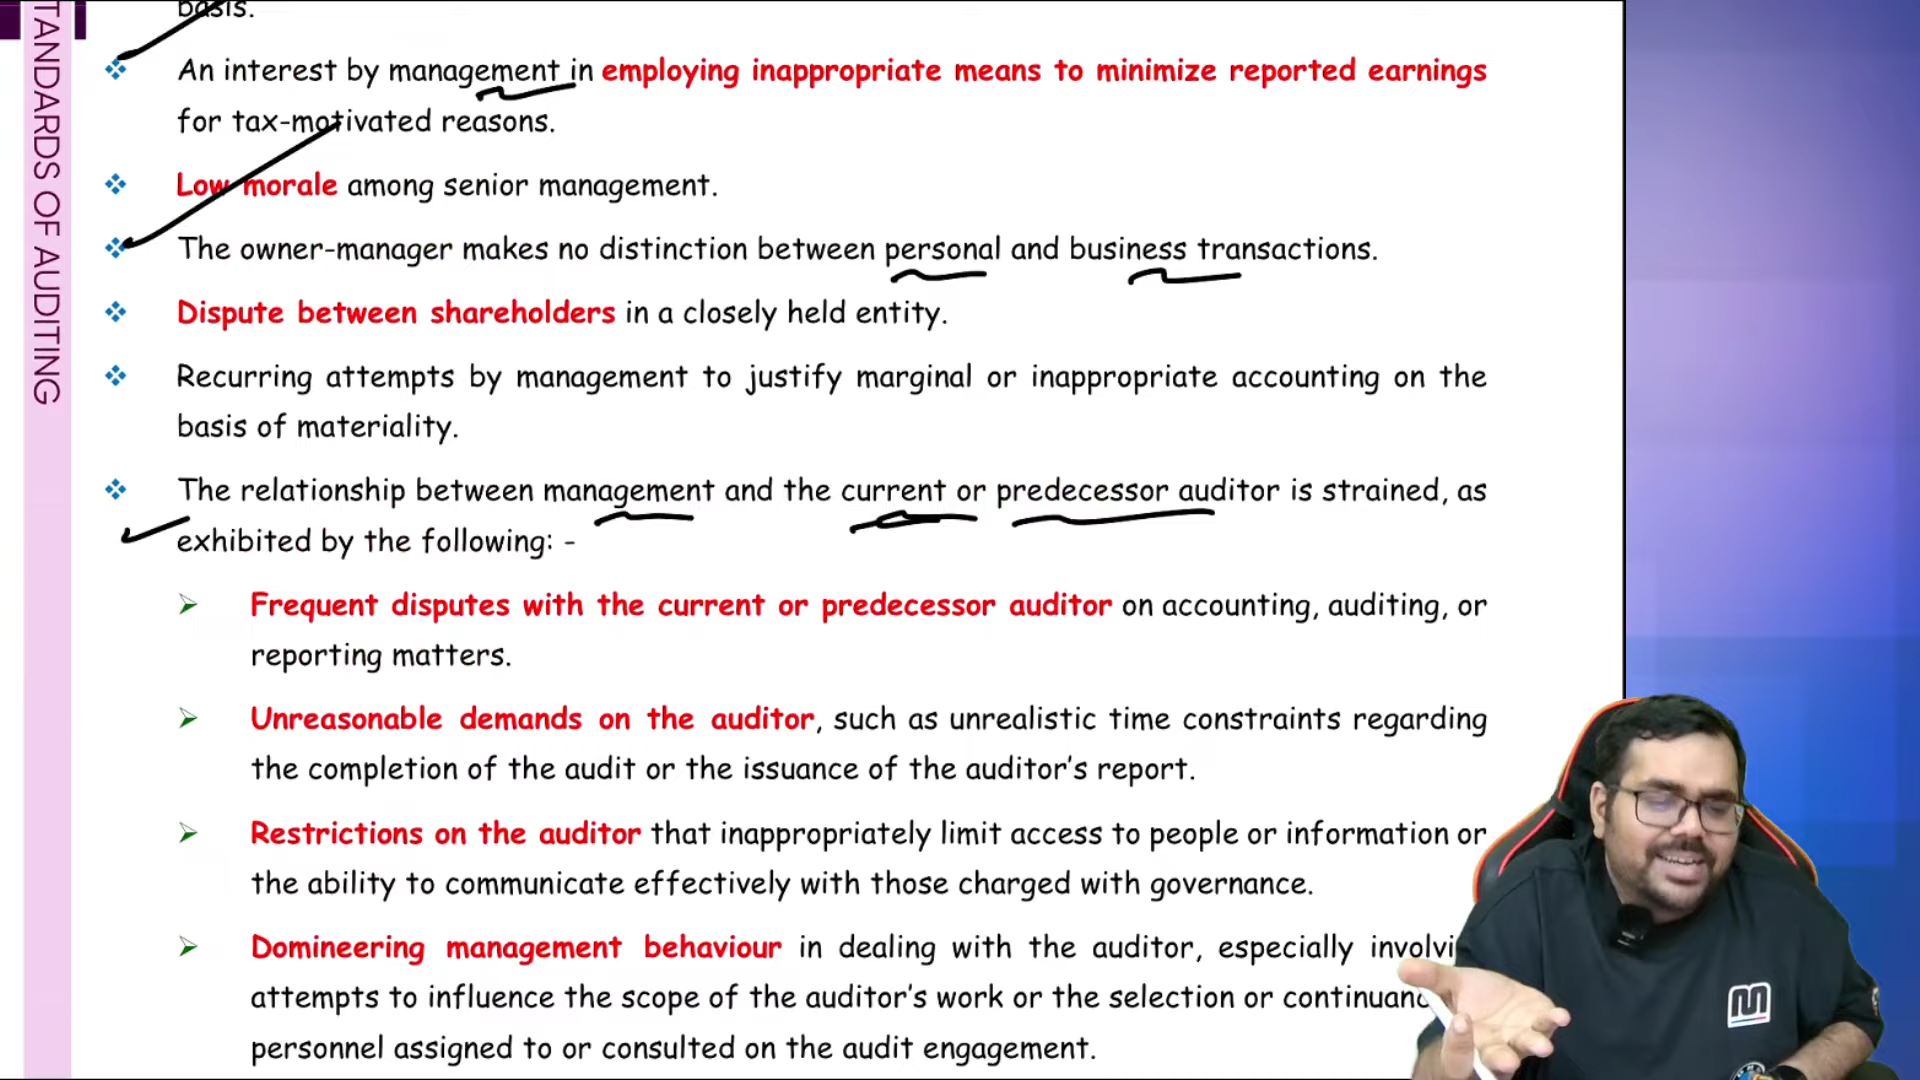 TANDARDS OF AUDITING
basis.
An interest by management in employing inappropriate means to minimize reported earnings
for tax-motivated reasons.
Low morale among senior management.
The owner-manager makes no distinction between personal and business transactions.
Dispute between shareholders in a closely held entity.
Recurring attempts by management to justify marginal or inappropriate accounting on the
basis of materiality.
The relationship between management and the current or predecessor auditor is strained, as
exhibited by the following: -
Frequent disputes with the current or predecessor auditor on accounting, auditing, or
reporting matters.
Unreasonable demands on the auditor, such as unrealistic time constraints regarding
the completion of the audit or the issuance of the auditor's report.
Restrictions on the auditor that inappropriately limit access to people or information or
the ability to communicate effectively with those charged with governance.
Domineering management behaviour in dealing with the auditor, especially
attempts to influence the scope of the auditor's work or the selection or
personnel assigned to or consulted on the audit engagement.